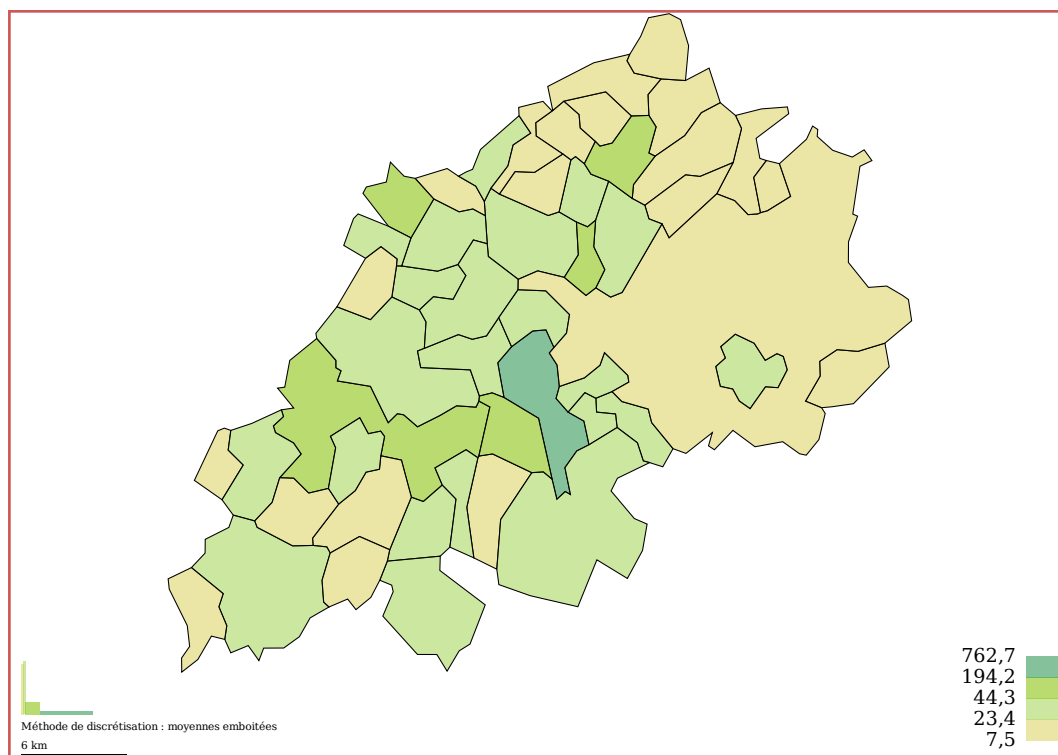 762,7
194,2
44,3
23,4
7,5
Méthode de discrétisation : moyennes emboitées
6 km